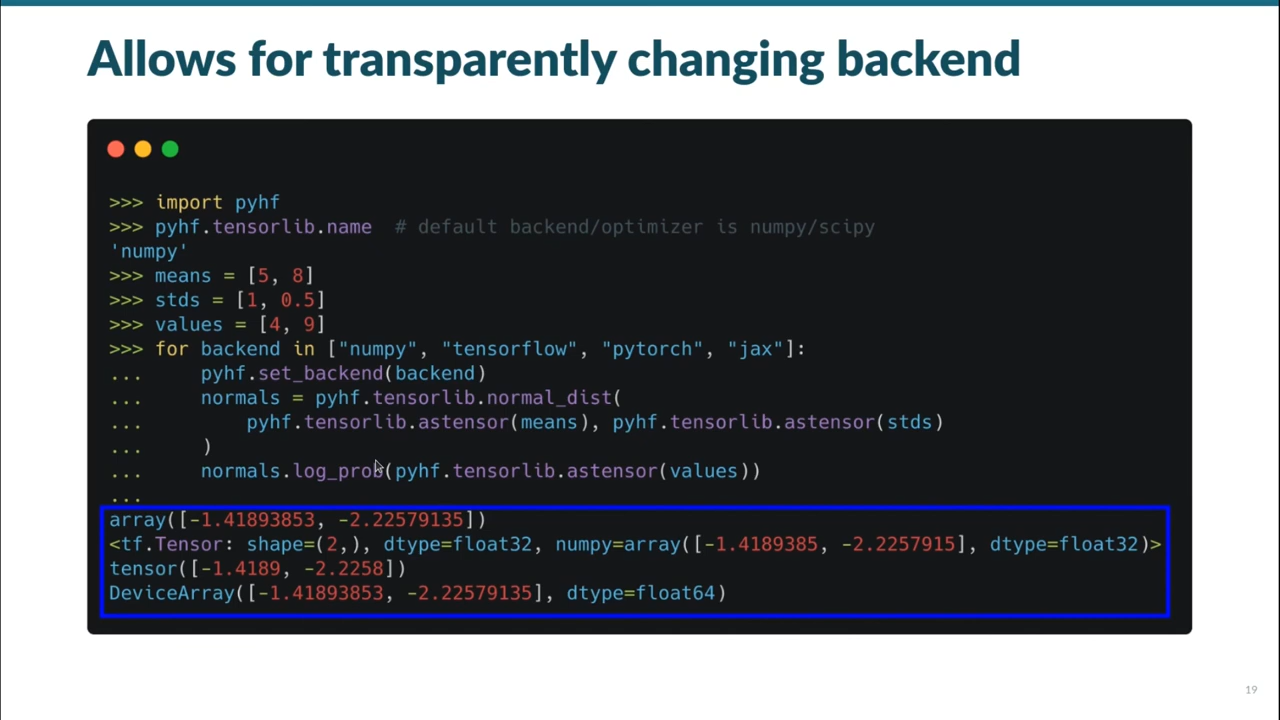 Allows for transparently changing backend
>>> import pyhf
>>> pyhf.tensorlib.name  # default backend/optimizer is numpy/scipy
'numpy'
>>> means = [5, 8]
>>> stds = [1, 0.5]
>>> values = [4, 9]
>>> for backend in ["numpy", "tensorflow", "pytorch", "jax"]:
...     pyhf.set_backend(backend)
...     normals = pyhf.tensorlib.normal_dist(
...         pyhf.tensorlib.astensor(means), pyhf.tensorlib.astensor(stds)
...     )
...     normals.log_prob(pyhf.tensorlib.astensor(values))
...
array([-1.41893853, -2.22579135])
<tf.Tensor: shape=(2,), dtype=float32, numpy=array([-1.4189385, -2.2257915], dtype=float32)>
tensor([-1.4189, -2.2258])
DeviceArray([-1.41893853, -2.22579135], dtype=float64)
19